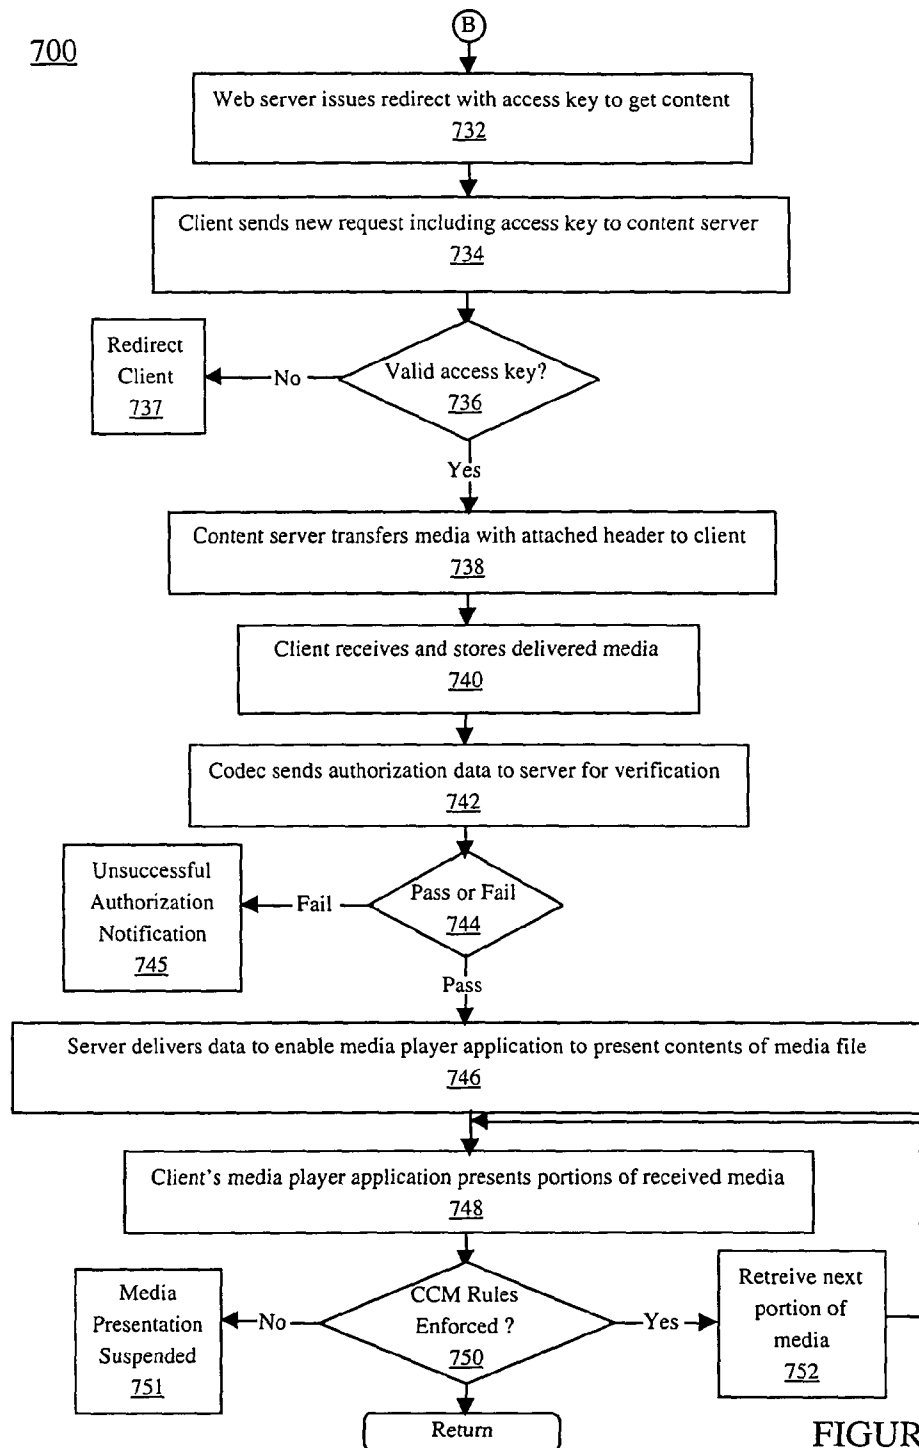 B
700
Web server issues redirect with access key to get content
732
Client sends new request including access key to content server
734
Redirect
Client
737
No
Valid access key?
736
Yes
Content server transfers media with attached header to client
738
Client receives and stores delivered media
740
Codec sends authorization data to server for verification
742
Unsuccessful
Authorization
Notification
745
Fail
Pass or Fail
744
Pass
Server delivers data to enable media player application to present contents of media file
746
Client's media player application presents portions of received media
748
Media
Presentation
Suspended
751
No
CCM Rules
Enforced ?
750
Yes
Retreive next
portion of
media
752
Return
FIGUR